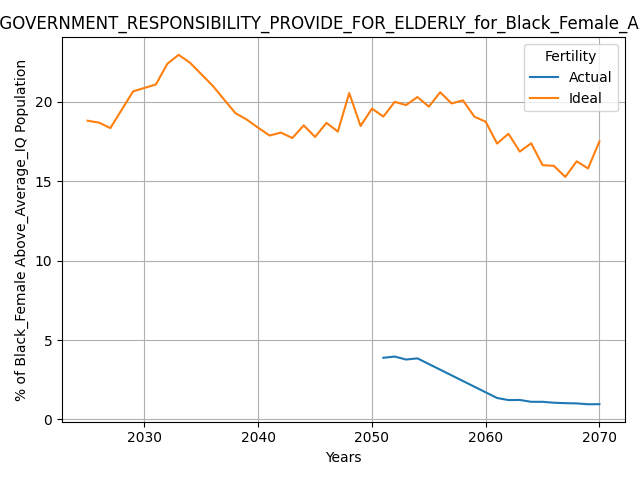 GOVERNMENT_RESPONSIBILITY_PROVIDE_FOR_ELDERLY_for_Black_Female_A
Fertility
Actual
Ideal
% of Black_Female Above_Average_IQ Population
20
15
10
5
0
2030 2040 2050 2060 2070
Years